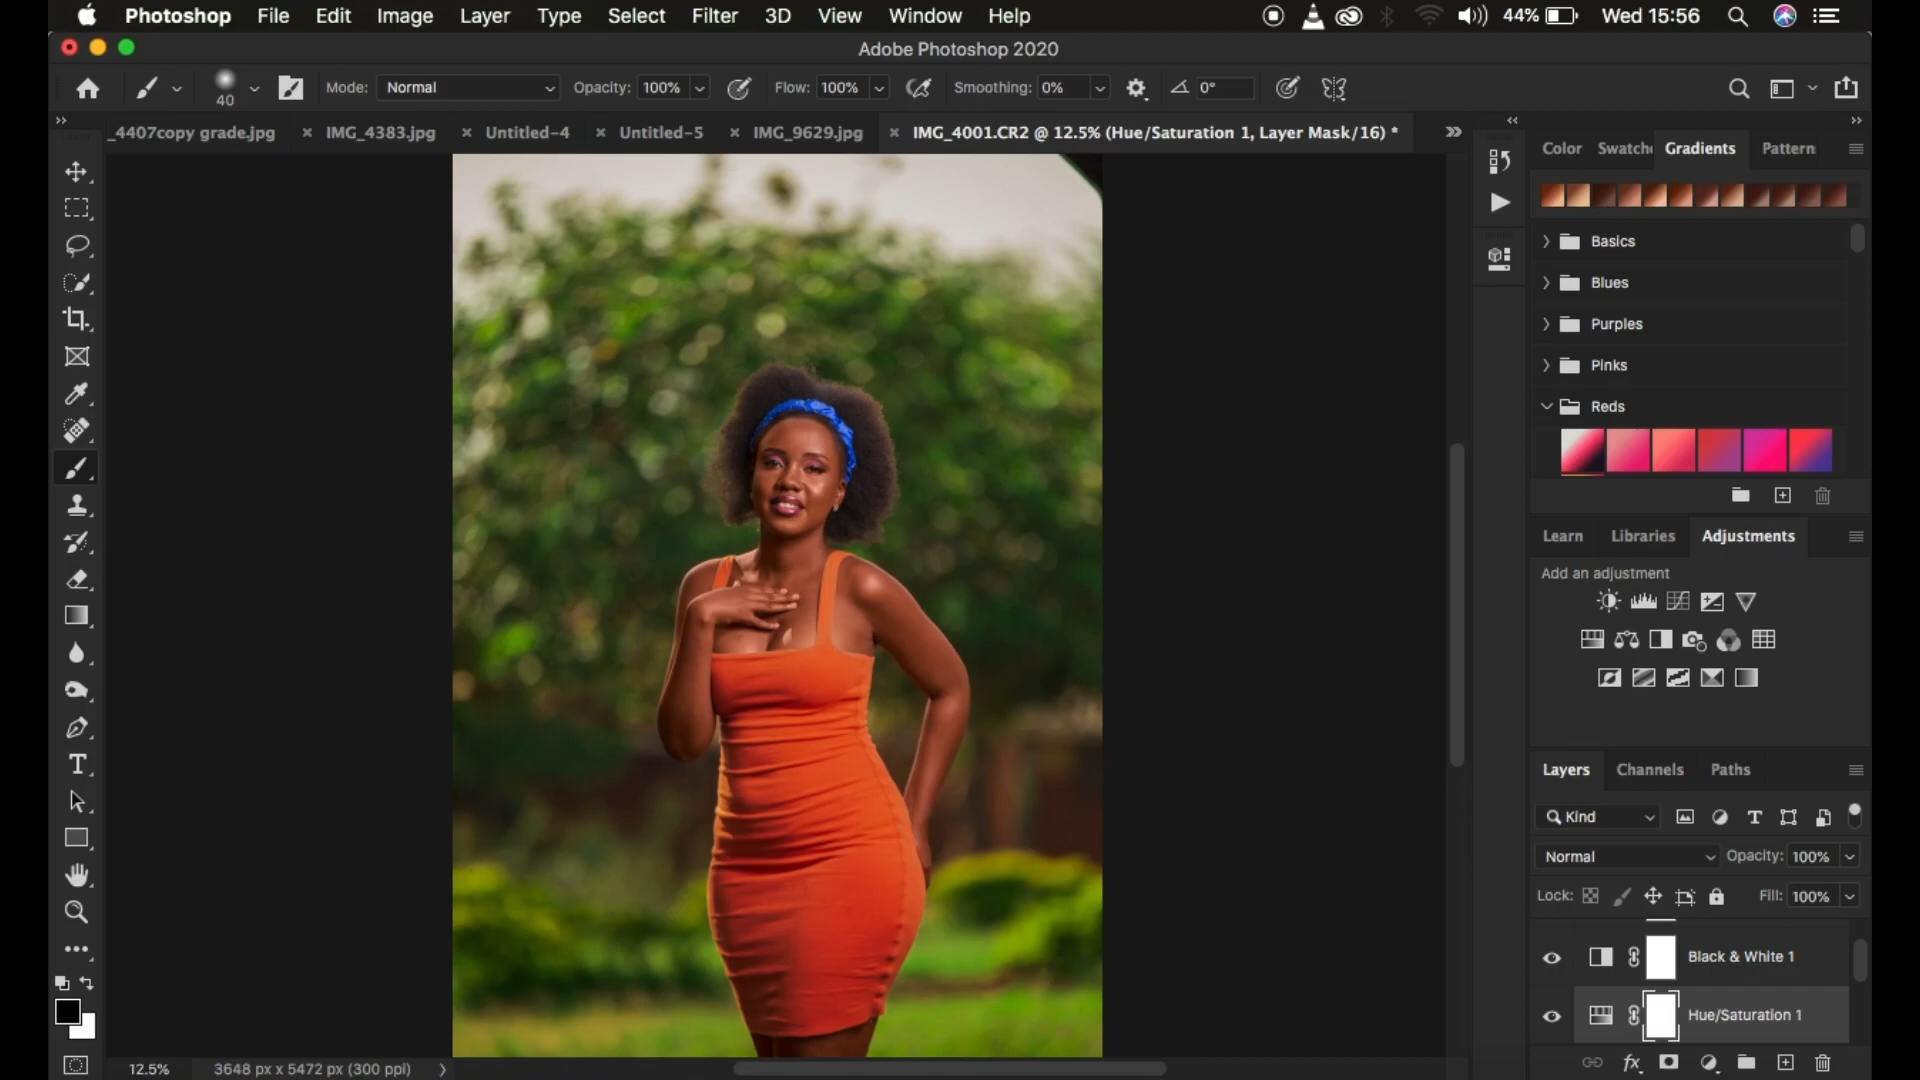 Photoshop File Edit Image Layer Type Select Filter 3D View Window Help 44% Wed 15:56
Adobe Photoshop 2020
40 Mode: Normal Opacity: 100% Flow: 100% Smoothing: 0% 0°
_4407copy grade.jpg IMG_4383.jpg Untitled-4 Untitled-5 IMG_9629.jpg IMG_4001.CR2 @ 12.5% (Hue/Saturation 1, Layer Mask/16) *
Color Swatche Gradients Pattern
Basics
Blues
Purples
Pinks
Reds
Learn Libraries Adjustments
Add an adjustment
Layers Channels Paths
Kind
Normal Opacity: 100%
Lock: Fill: 100%
Black & White 1
Hue/Saturation 1
12.5% 3648 px x 5472 px (300 ppi)